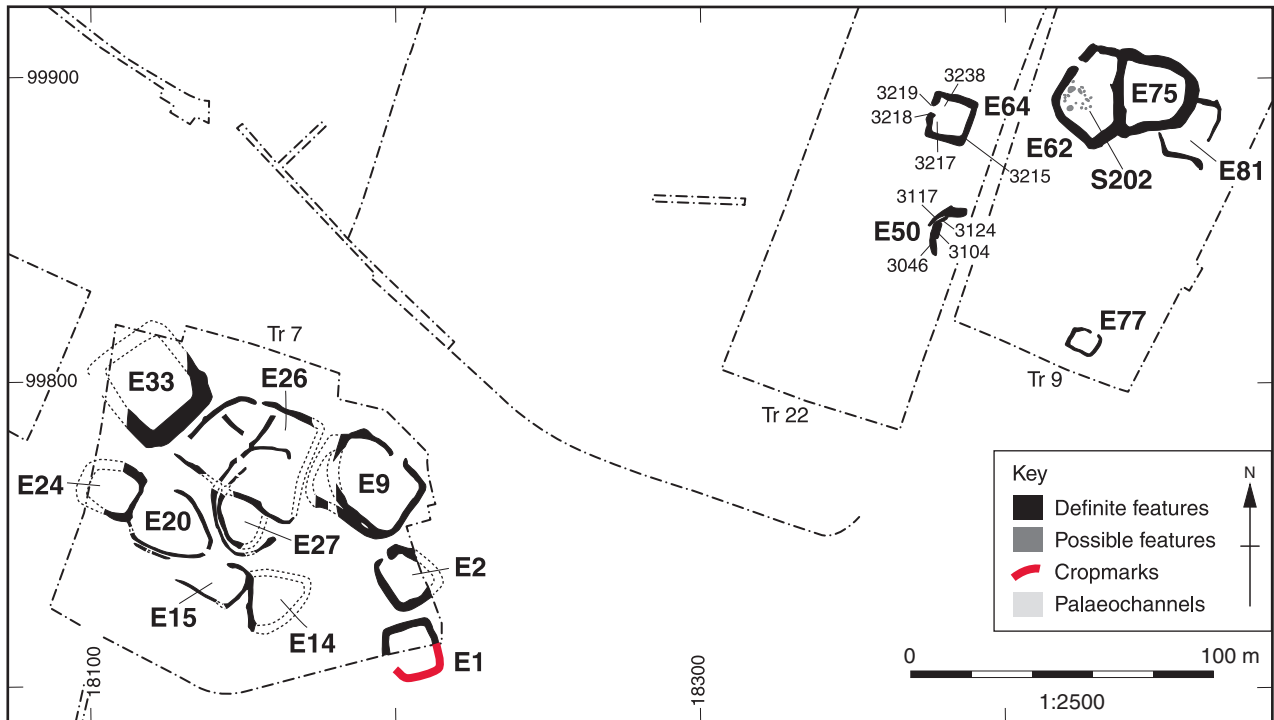 99900
3238
3219
E64
3218
E75
E62
3217
3215
S202
E81
3117
E50
3124
3104
3046
E77
Tr 7
E33
99800
E26
Tr 9
Tr 22
E24
E9
E20
E27
E2
E15
E14
E1
18100
18300
Key
N
Definite features
Possible features
Cropmarks
Palaeochannels
0
100 m
1:2500